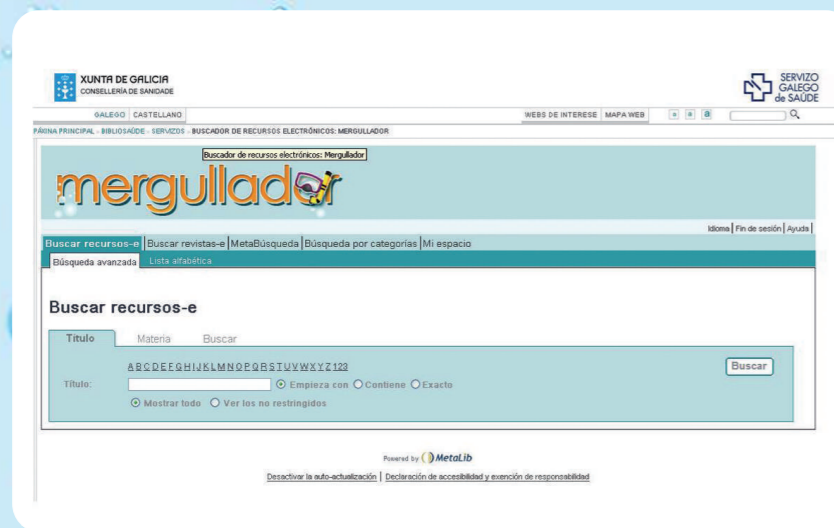 XUNTA DE GALICIA
CONSELLERÍA DE SANIDADE
SERVIZO
GALEGO
de SAÚDE
GALEGO CASTELLANO
WEBS DE INTERESE MAPA WEB a a a
PÁXINA PRINCIPAL > BIBLIOSAÚDE > SERVIZOS > BUSCADOR DE RECURSOS ELECTRÓNICOS: MERGULLADOR
Buscador de recursos electrónicos: Mergullador
mergullador
Idioma | Fin de sesión | Ayuda |
Buscar recursos-e | Buscar revistas-e | MetaBúsqueda | Búsqueda por categorías | Mi espacio
Búsqueda avanzada Lista alfabética
Buscar recursos-e
Título Materia Buscar
A B C D E F G H I J K L M N O P Q R S T U V W X Y Z 123
Buscar
Título: Empieza con Contiene Exacto
Mostrar todo Ver los no restringidos
Powered by MetaLib
Desactivar la auto-actualización | Declaración de accesibilidad y exención de responsabilidad